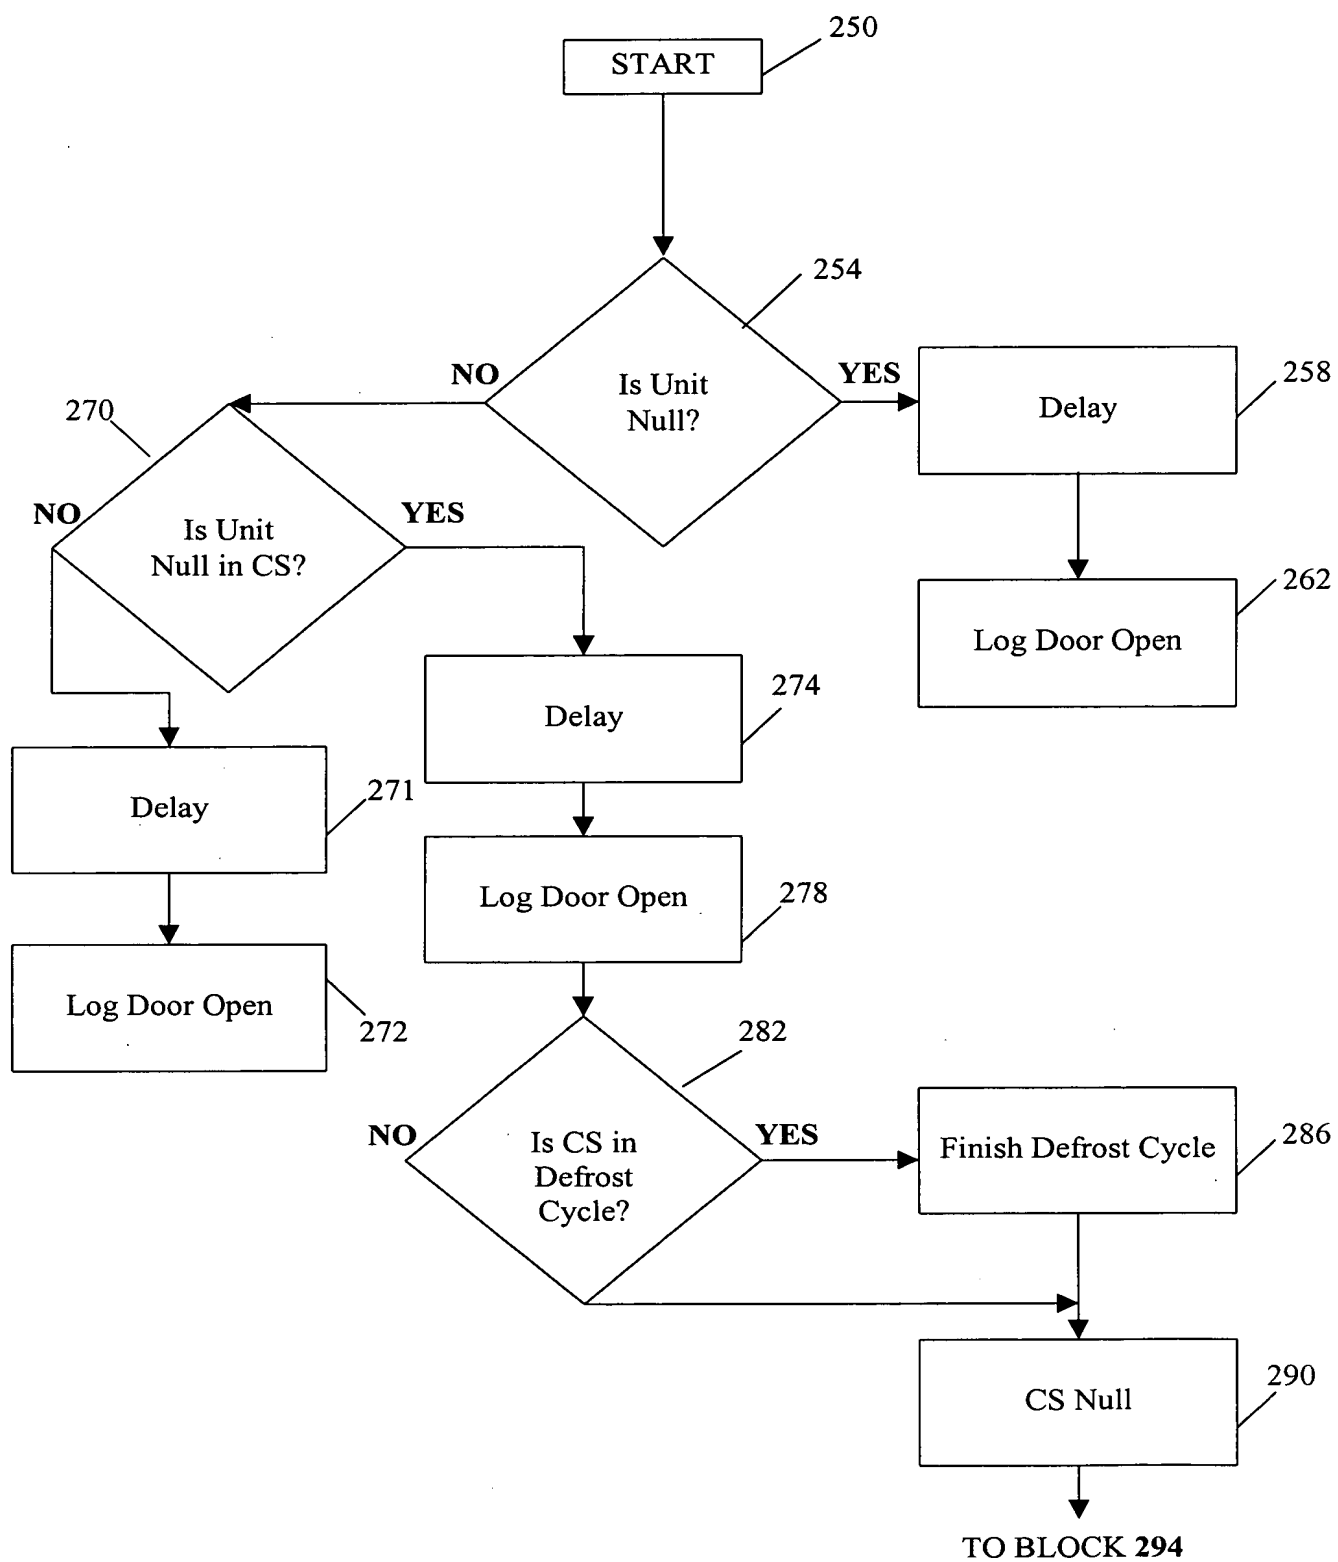 250
START
254
NO
Is Unit
Null?
YES
Delay
258
270
NO
Is Unit
Null in CS?
YES
Log Door Open
262
Delay
274
Delay
271
Log Door Open
278
Log Door Open
272
282
NO
Is CS in
Defrost
Cycle?
YES
Finish Defrost Cycle
286
CS Null
290
TO BLOCK 294